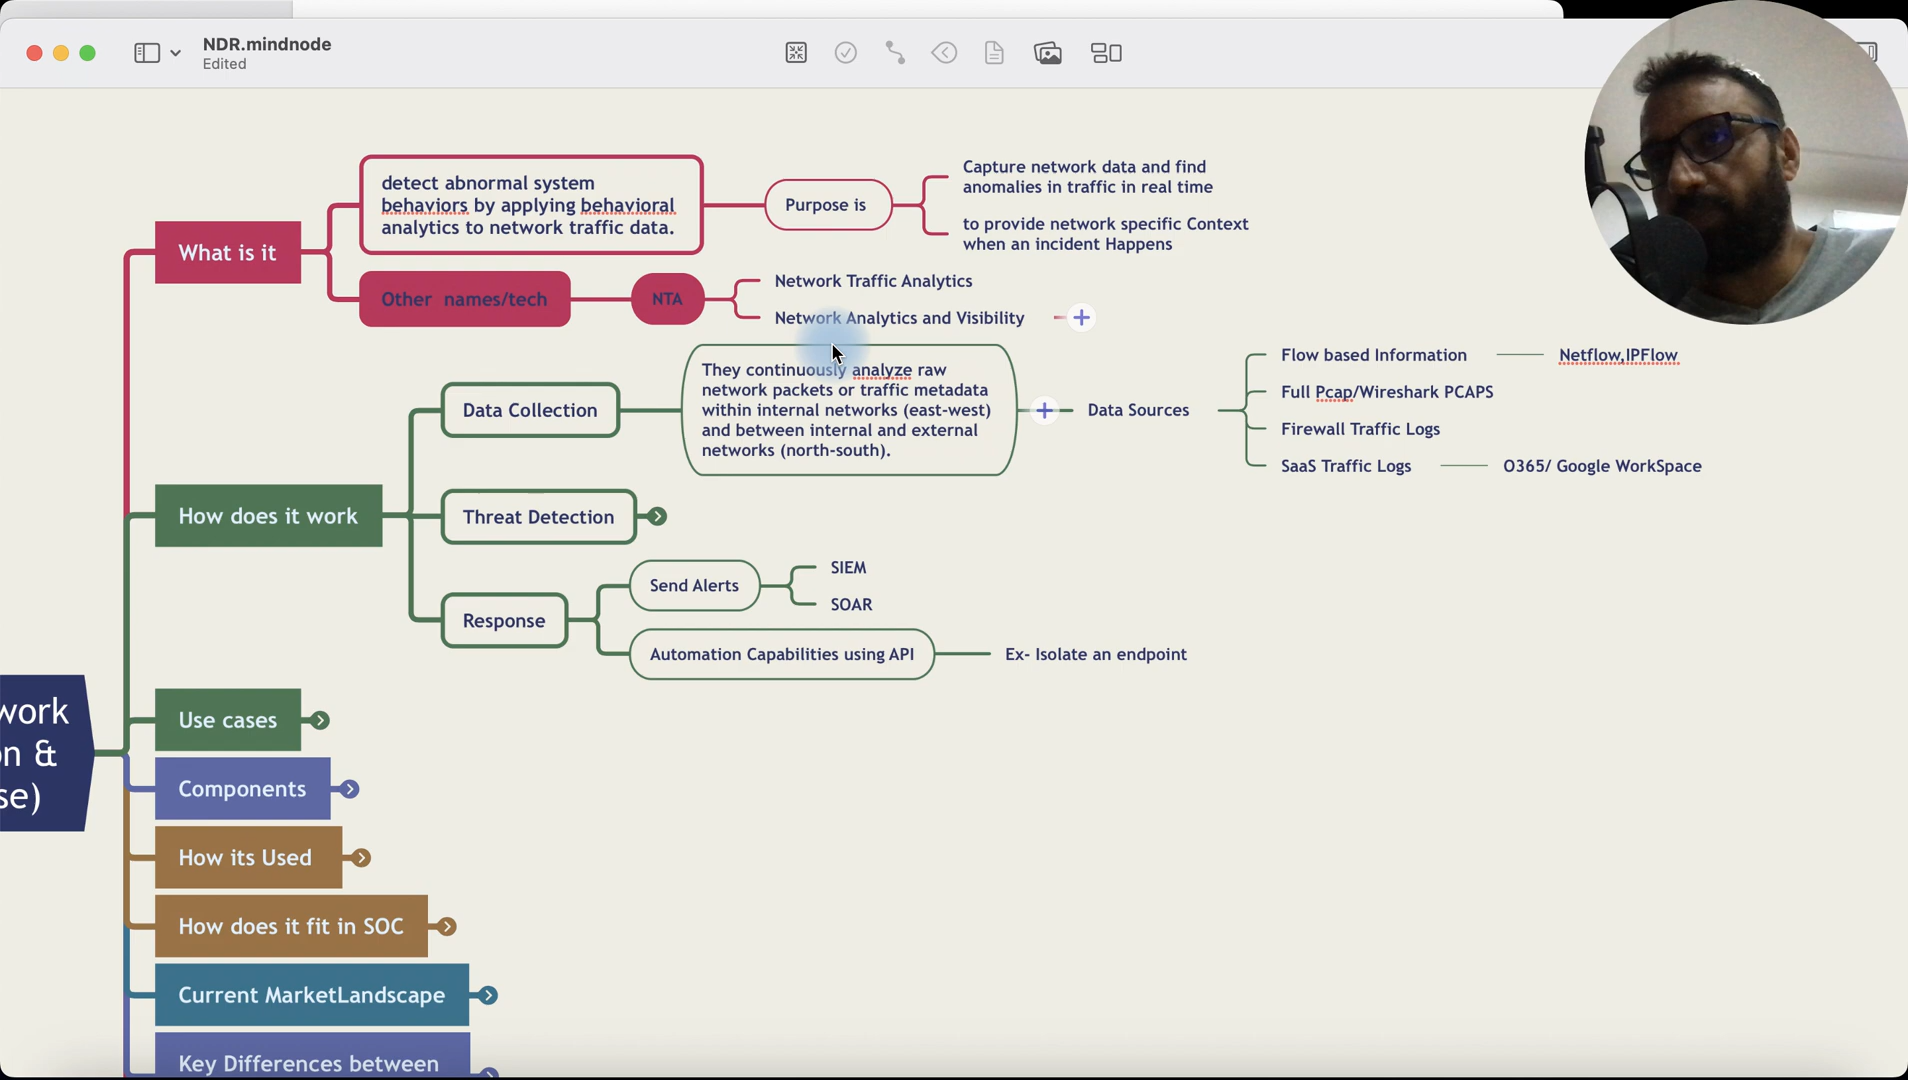 NDR.mindnode
Edited
detect abnormal system
behaviors by applying behavioral
analytics to network traffic data.
Purpose is
Capture network data and find
anomalies in traffic in real time
to provide network specific Context
when an incident Happens
What is it
Other names/tech
NTA
Network Traffic Analytics
Network Analytics and Visibility
They continuously analyze raw
network packets or traffic metadata
within internal networks (east-west)
and between internal and external
networks (north-south).
Data Collection
Data Sources
Flow based Information
Netflow,IPFlow
Full Pcap/Wireshark PCAPS
Firewall Traffic Logs
SaaS Traffic Logs
O365/ Google WorkSpace
How does it work
Threat Detection
Response
Send Alerts
SIEM
SOAR
Automation Capabilities using API
Ex- Isolate an endpoint
work
on &
se)
Use cases
Components
How its Used
How does it fit in SOC
Current MarketLandscape
Key Differences between